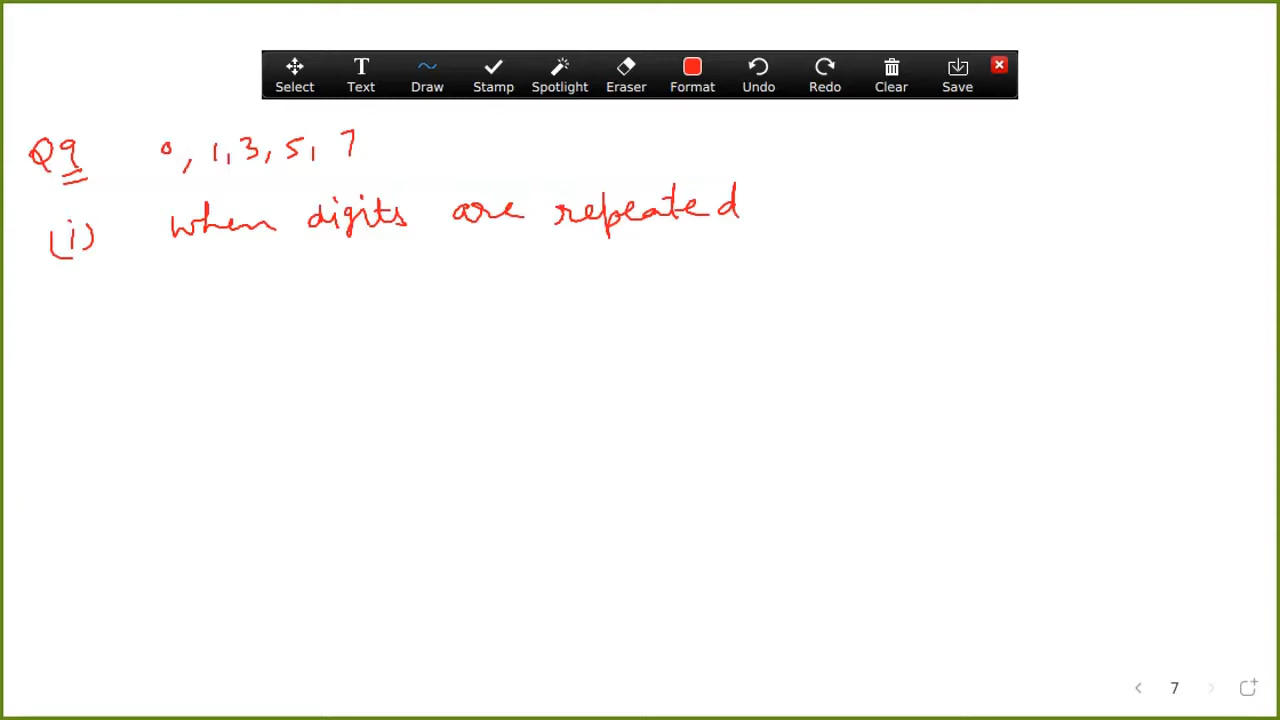 Select Text Draw Stamp Spotlight Eraser Format Undo Redo Clear Save
Q9 0, 1, 3, 5, 7
(i) when digits are repeated
7